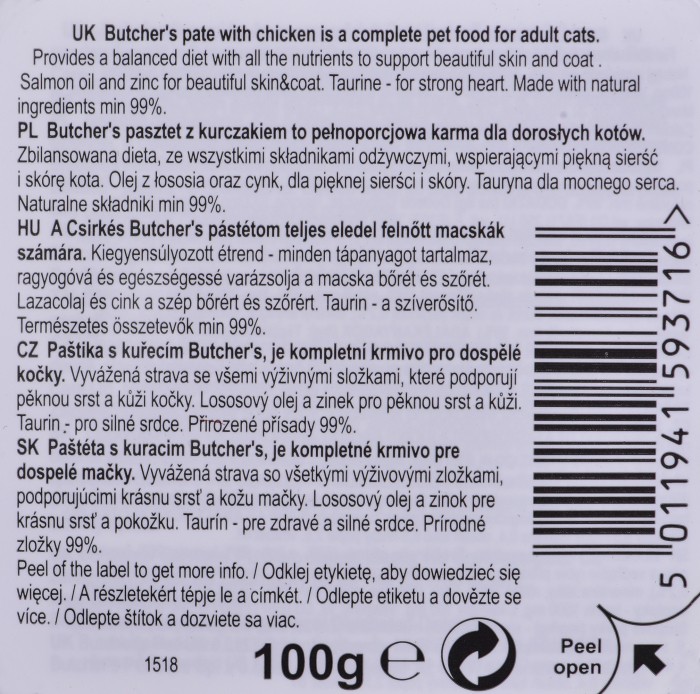 UK Butcher's pate with chicken is a complete pet food for adult cats.
Provides a balanced diet with all the nutrients to support beautiful skin and coat .
Salmon oil and zinc for beautiful skin&coat. Taurine - for strong heart. Made with natural
ingredients min 99%.
PL Butcher's pasztet z kurczakiem to pełnoporcjowa karma dla dorosłych kotów.
Zbilansowana dieta, ze wszystkimi składnikami odżywczymi, wspierającymi piękną sierść
i skórę kota. Olej z łososia oraz cynk, dla pięknej sierści i skóry. Tauryna dla mocnego serca.
Naturalne składniki min 99%.
HU A Csirkés Butcher's pástétom teljes eledel felnőtt macskák
számára. Kiegyensúlyozott étrend - minden tápanyagot tartalmaz,
ragyogóvá és egészségessé varázsolja a macska bőrét és szőrét.
Lazacolaj és cink a szép bőrért és szőrért. Taurin - a szíverősítő.
Természetes összetevők min 99%.
CZ Paštika s kuřecím Butcher's, je kompletní krmivo pro dospělé
kočky. Vyvážená strava se všemi výživnými složkami, které podporují
pěknou srst a kůži kočky. Lososový olej a zinek pro pěknou srst a kůži.
Taurin - pro silné srdce. Přirozené přísady 99%.
SK Paštéta s kuracim Butcher's, je kompletné krmivo pre
dospelé mačky. Vyvážená strava so všetkými výživovými zložkami,
podporujúcimi krásnu srsť a kožu mačky. Lososový olej a zinok pre
krásnu srsť a pokožku. Taurín - pre zdravé a silné srdce. Prírodné
zložky 99%.
Peel of the label to get more info. / Odklej etykietę, aby dowiedzieć się
więcej. / A részletekért tépje le a címkét. / Odlepte etiketu a dovězte se
více. / Odlepte štítok a dozviete sa viac.
1518
100g ℮
Peel
open
5 011941 593716 >